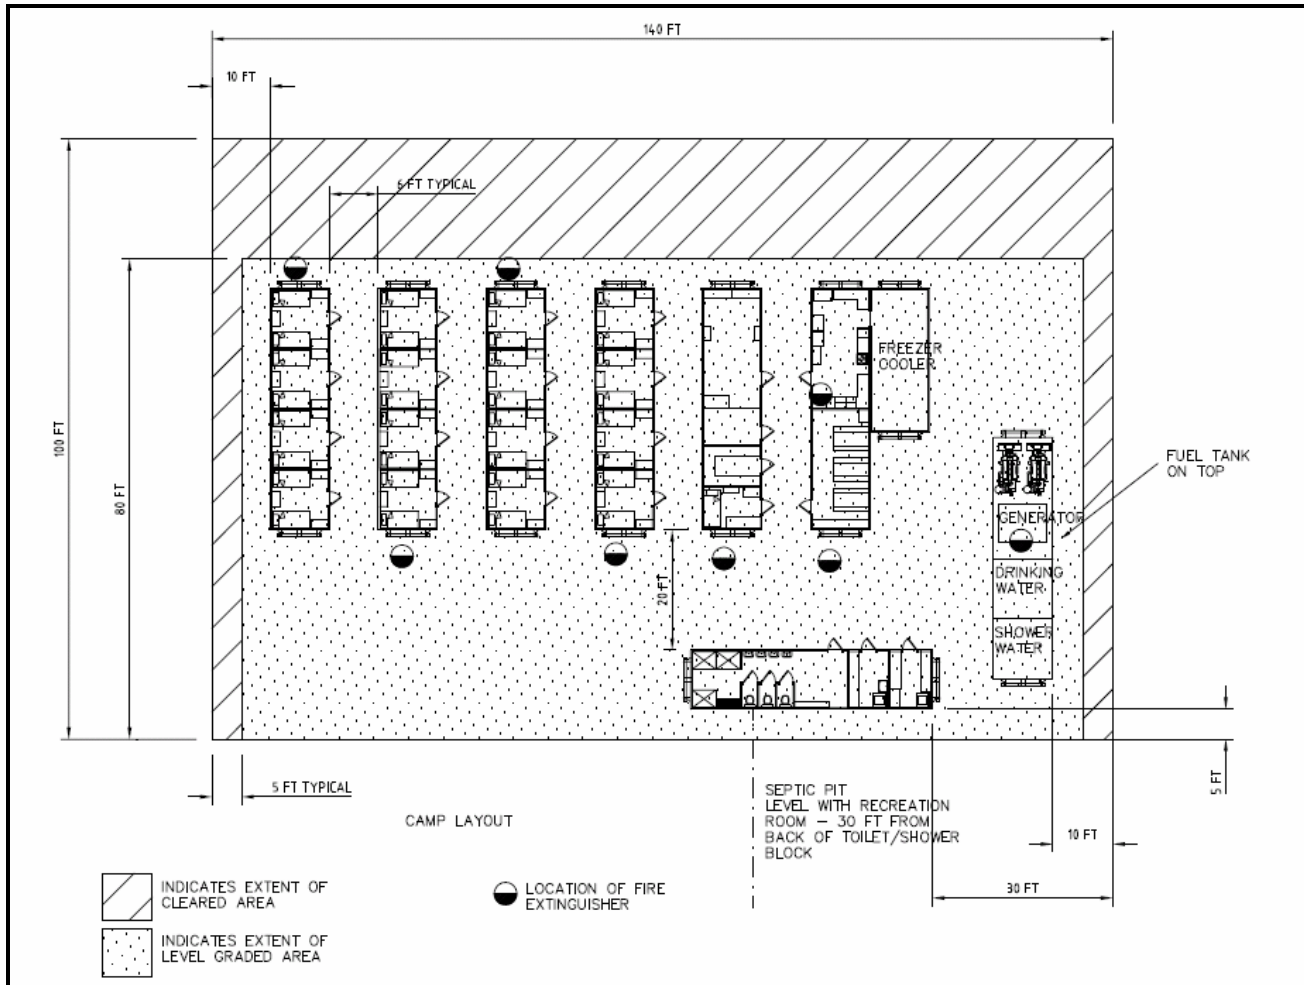 140 FT
10 FT
6 FT TYPICAL
100 FT
80 FT
FREEZER
COOLER
FUEL TANK
ON TOP
GENERATOR
DRINKING
WATER
SHOWER
WATER
20 FT
5 FT TYPICAL
CAMP LAYOUT
SEPTIC PIT
LEVEL WITH RECREATION
ROOM – 30 FT FROM
BACK OF TOILET/SHOWER
BLOCK
5 FT
10 FT
30 FT
INDICATES EXTENT OF
CLEARED AREA
LOCATION OF FIRE
EXTINGUISHER
INDICATES EXTENT OF
LEVEL GRADED AREA